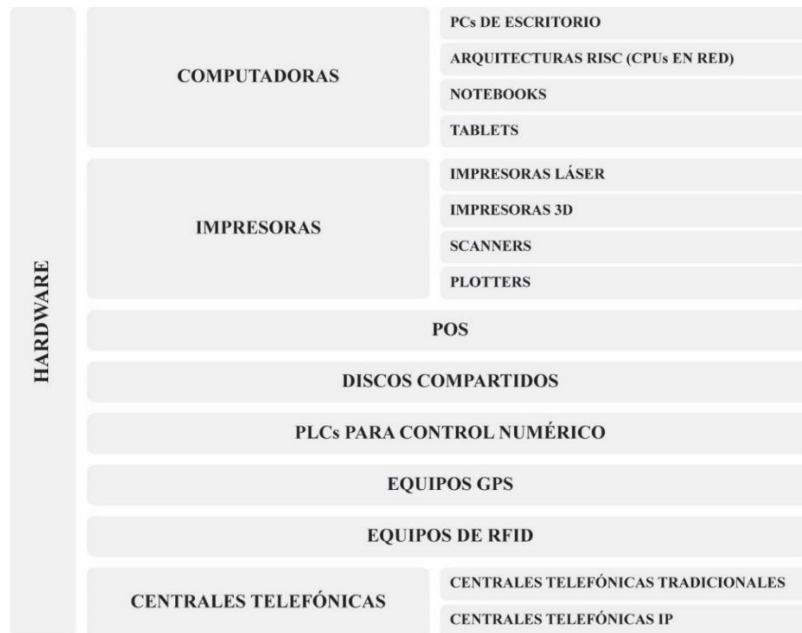 HARDWARE
COMPUTADORAS
PCs DE ESCRITORIO
ARQUITECTURAS RISC (CPUs EN RED)
NOTEBOOKS
TABLETS
IMPRESORAS
IMPRESORAS LÁSER
IMPRESORAS 3D
SCANNERS
PLOTTERS
POS
DISCOS COMPARTIDOS
PLCs PARA CONTROL NUMÉRICO
EQUIPOS GPS
EQUIPOS DE RFID
CENTRALES TELEFÓNICAS
CENTRALES TELEFÓNICAS TRADICIONALES
CENTRALES TELEFÓNICAS IP